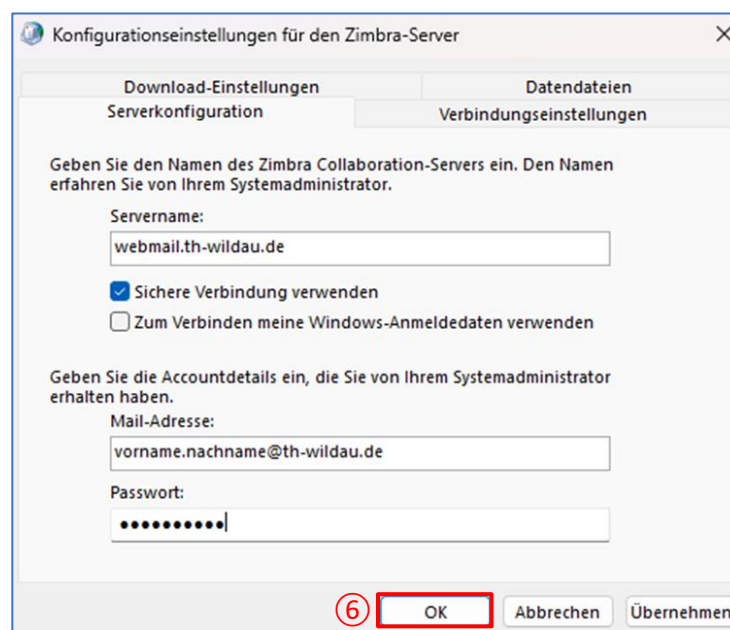 Konfigurationseinstellungen für den Zimbra-Server
Download-Einstellungen Datendateien
Serverkonfiguration Verbindungseinstellungen
Geben Sie den Namen des Zimbra Collaboration-Servers ein. Den Namen
erfahren Sie von Ihrem Systemadministrator.
Servername:
webmail.th-wildau.de
Sichere Verbindung verwenden
Zum Verbinden meine Windows-Anmeldedaten verwenden
Geben Sie die Accountdetails ein, die Sie von Ihrem Systemadministrator
erhalten haben.
Mail-Adresse:
vorname.nachname@th-wildau.de
Passwort:
●●●●●●●●●●
⑥ OK Abbrechen Übernehmen